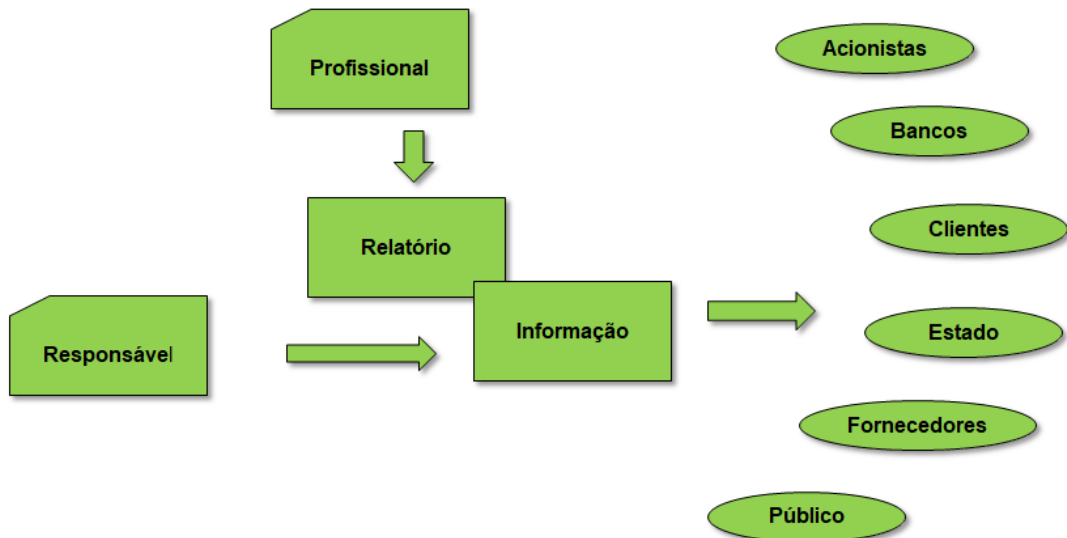 Profissional
Relatório
Responsável
Informação
Acionistas
Bancos
Clientes
Estado
Fornecedores
Público